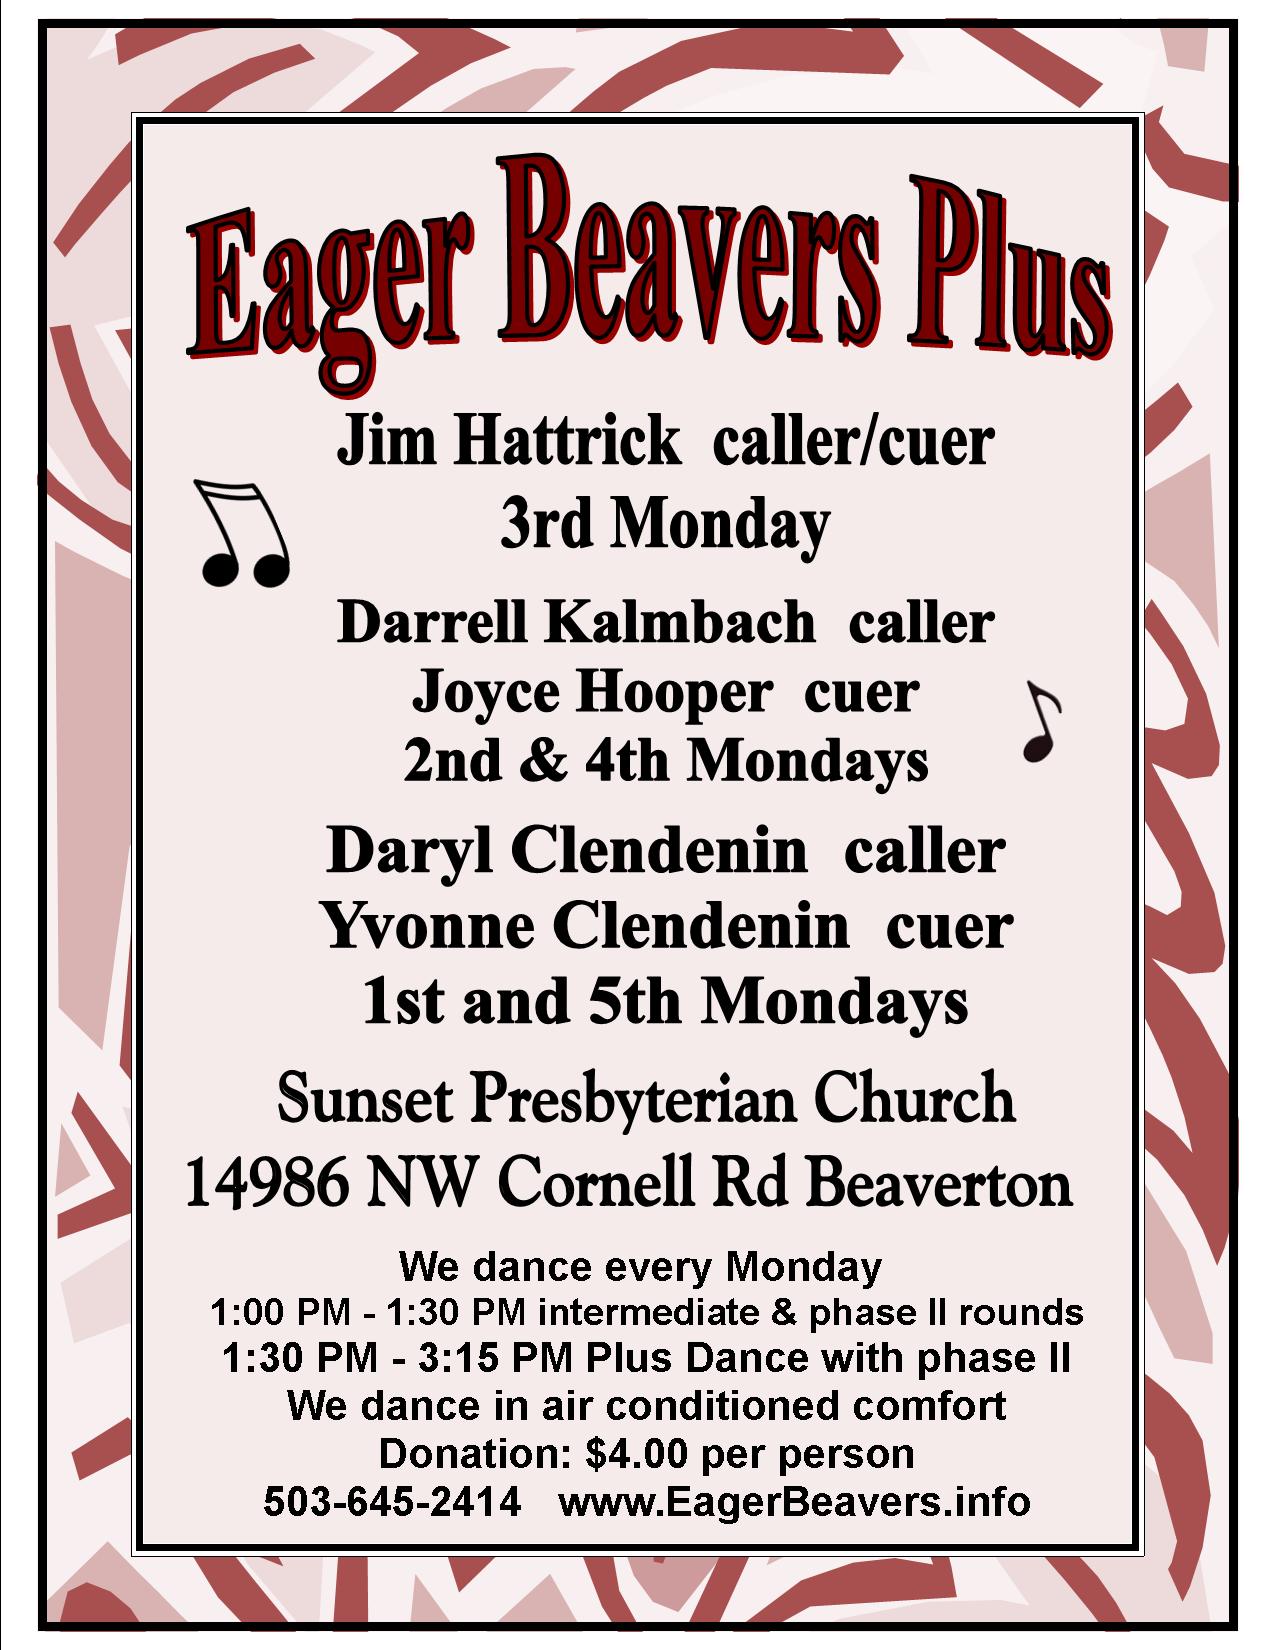 Eager Beavers Plus
Jim Hattrick caller/cuer
3rd Monday
Darrell Kalmbach caller
Joyce Hooper cuer
2nd & 4th Mondays
Daryl Clendenin caller
Yvonne Clendenin cuer
1st and 5th Mondays
Sunset Presbyterian Church
14986 NW Cornell Rd Beaverton
We dance every Monday
1:00 PM - 1:30 PM intermediate & phase II rounds
1:30 PM - 3:15 PM Plus Dance with phase II
We dance in air conditioned comfort
Donation: $4.00 per person
503-645-2414 www.EagerBeavers.info